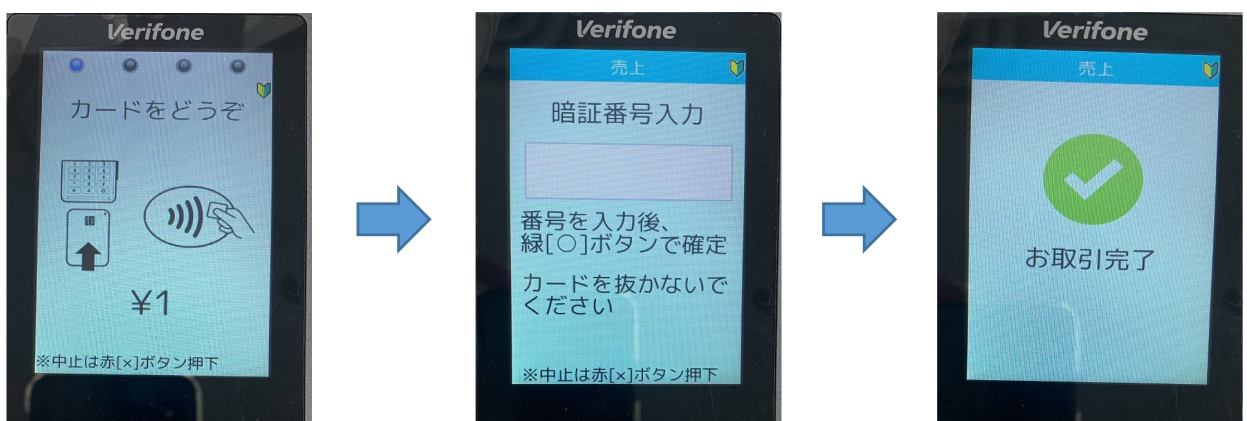 Verifone
カードをどうぞ
¥1
※中止は赤[×]ボタン押下
Verifone
売上
暗証番号入力
番号を入力後、
緑[○]ボタンで確定
カードを抜かないで
ください
※中止は赤[×]ボタン押下
Verifone
売上
お取引完了